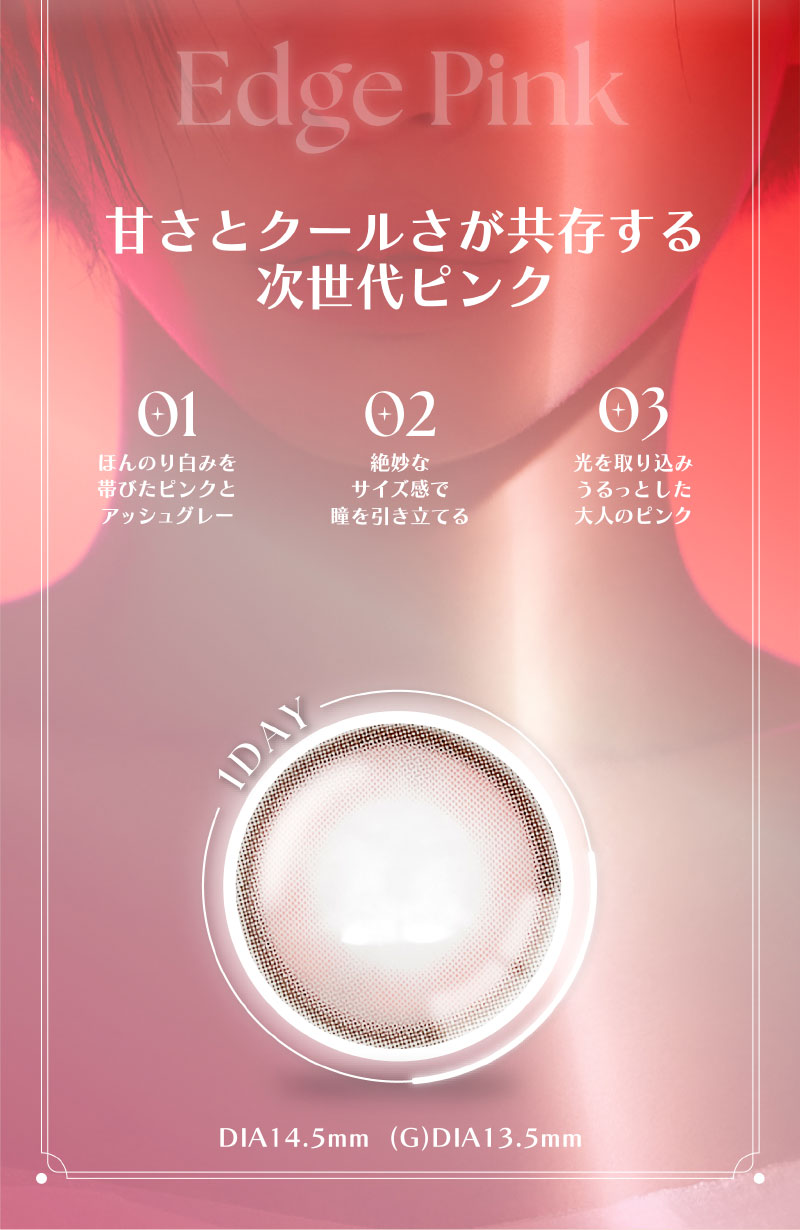 Edge Pink
甘さとクールさが共存する
次世代ピンク
01
ほんのり白みを
帯びたピンクと
アッシュグレー
02
絶妙な
サイズ感で
瞳を引き立てる
03
光を取り込み
うるっとした
大人のピンク
1DAY
DIA14.5mm (G)DIA13.5mm